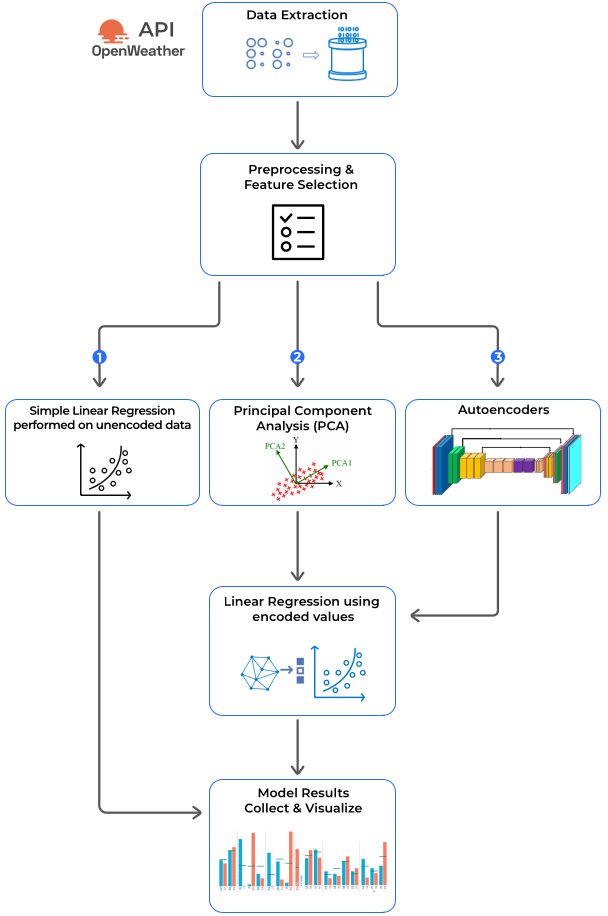 API
OpenWeather
Data Extraction
Preprocessing &
Feature Selection
1
2
3
Simple Linear Regression
performed on unencoded data
Principal Component
Analysis (PCA)
Y
PCA2
PCA1
X
Autoencoders
Linear Regression using
encoded values
Model Results
Collect & Visualize